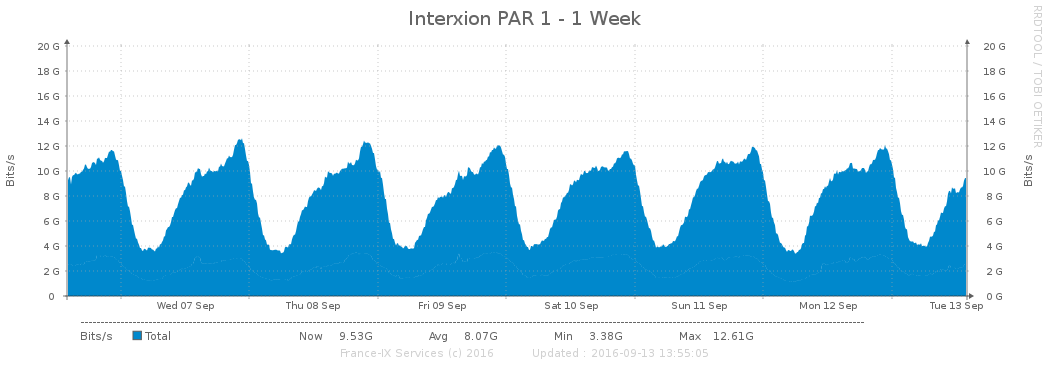 Interxion PAR 1 - 1 Week
RRDTOOL / TOBI OETIKER
Bits/s
20 G 20 G
18 G 18 G
16 G 16 G
14 G 14 G
12 G 12 G
10 G 10 G
8 G 8 G
6 G 6 G
4 G 4 G
2 G 2 G
0 0 G
Bits/s
Wed 07 Sep Thu 08 Sep Fri 09 Sep Sat 10 Sep Sun 11 Sep Mon 12 Sep Tue 13 Sep
Bits/s Total Now 9.53G Avg 8.07G Min 3.38G Max 12.61G
France-IX Services (c) 2016 Updated : 2016-09-13 13:55:05